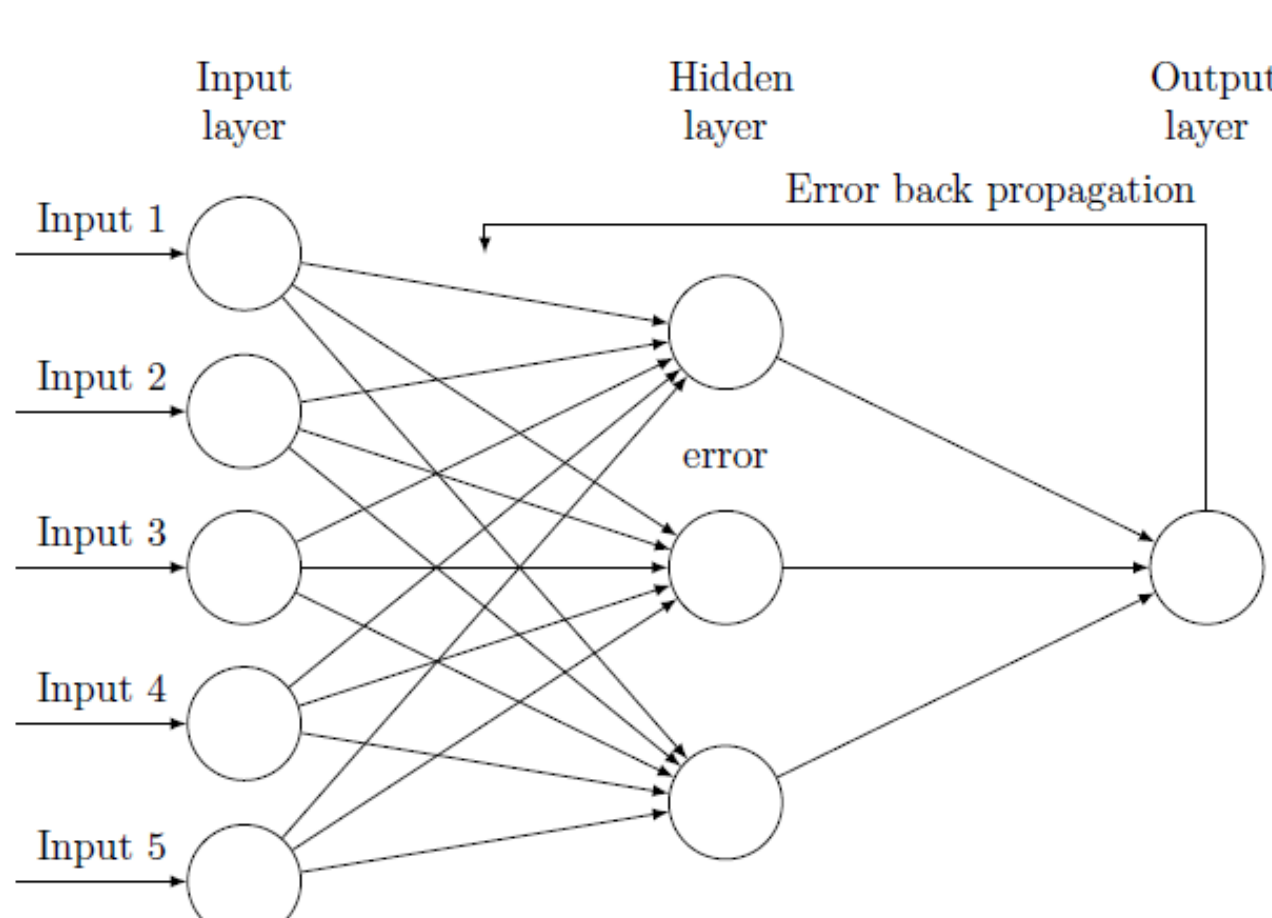 Input
layer
Hidden
layer
Output
layer
Error back propagation
Input 1
Input 2
error
Input 3
Input 4
Input 5